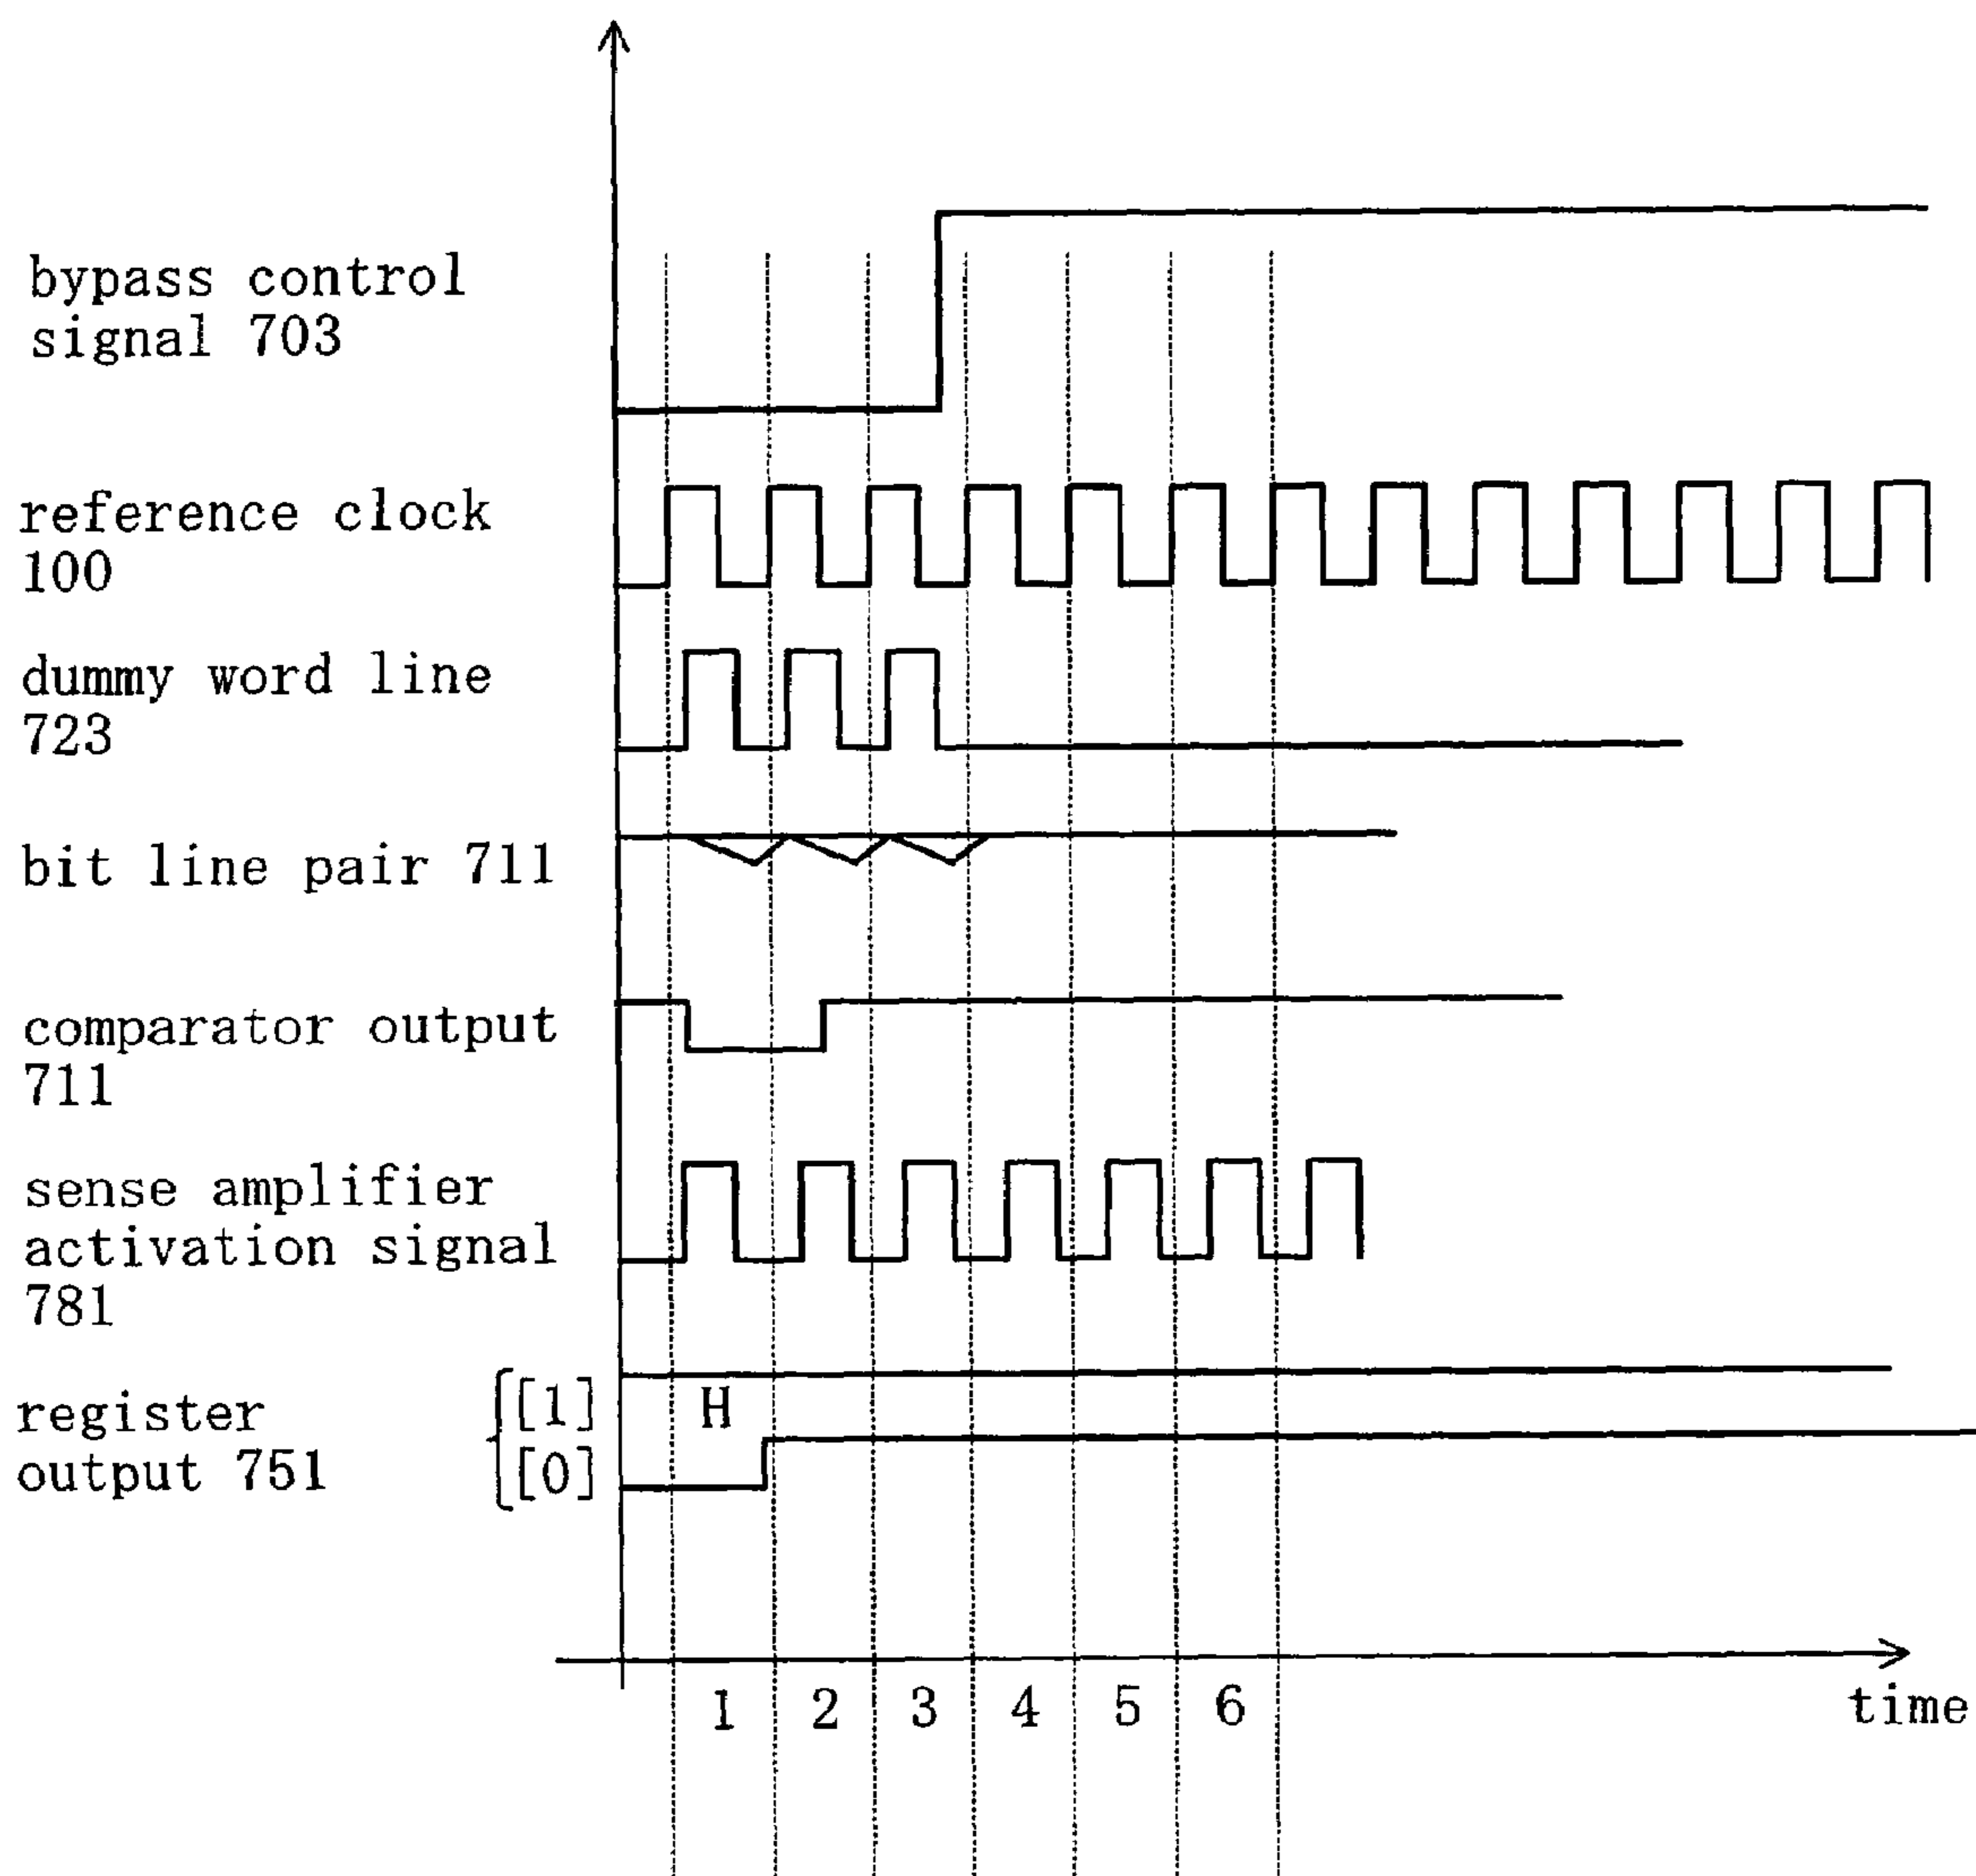 bypass control
signal 703
reference clock
100
dummy word line
723
bit line pair 711
comparator output
711
sense amplifier
activation signal
781
register
output 751
[1]
[0]
H
1 2 3 4 5 6
time